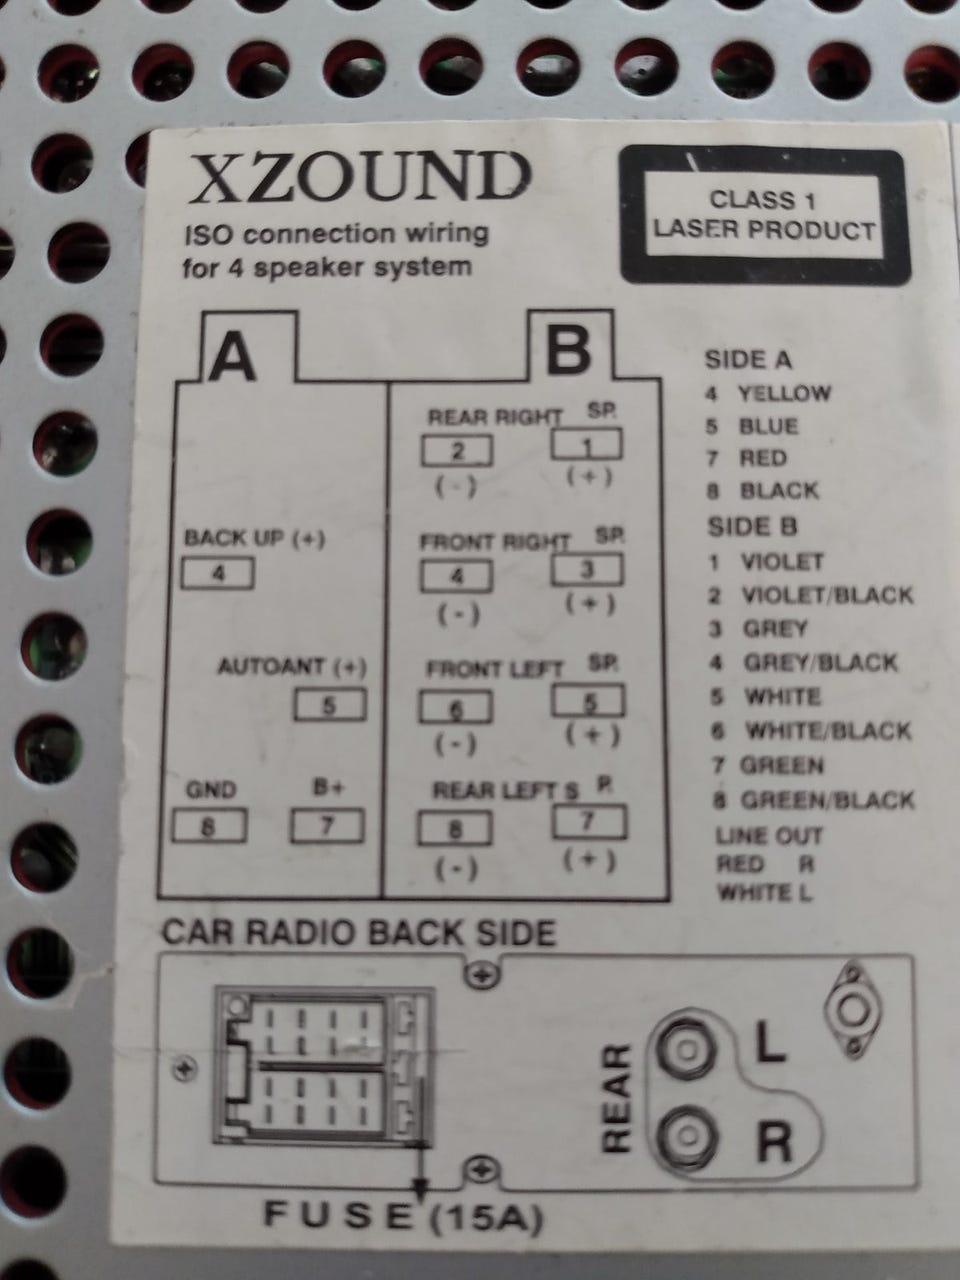 XZOUND
ISO connection wiring
for 4 speaker system
CLASS 1
LASER PRODUCT
A
B
BACK UP (+)
4
AUTOANT (+)
5
GND B+
8 7
REAR RIGHT SP.
2 1
(-) (+)
FRONT RIGHT SP.
4 3
(-) (+)
FRONT LEFT SP.
6 5
(-) (+)
REAR LEFT S P.
8 7
(-) (+)
SIDE A
4 YELLOW
5 BLUE
7 RED
8 BLACK
SIDE B
1 VIOLET
2 VIOLET/BLACK
3 GREY
4 GREY/BLACK
5 WHITE
6 WHITE/BLACK
7 GREEN
8 GREEN/BLACK
LINE OUT
RED R
WHITE L
CAR RADIO BACK SIDE
REAR
L
R
FUSE (15A)